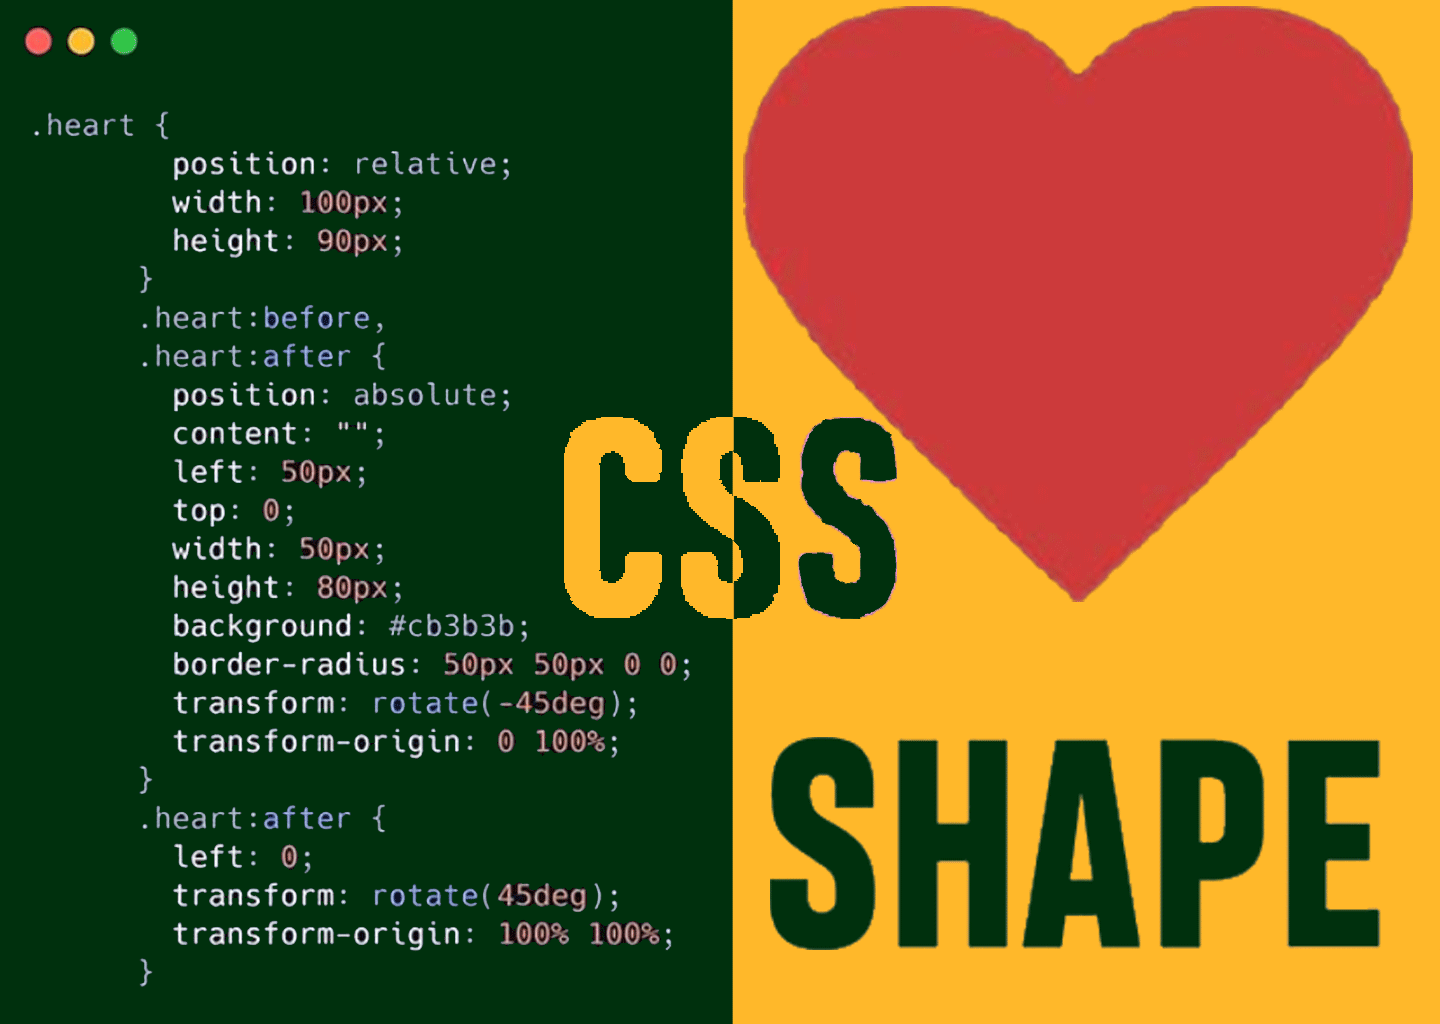 .heart {
position: relative;
width: 100px;
height: 90px;
}
.heart:before,
.heart:after {
position: absolute;
content: "";
left: 50px;
top: 0;
width: 50px;
height: 80px;
background: #cb3b3b;
border-radius: 50px 50px 0 0;
transform: rotate(-45deg);
transform-origin: 0 100%;
}
.heart:after {
left: 0;
transform: rotate(45deg);
transform-origin: 100% 100%;
}
CSS
SHAPE